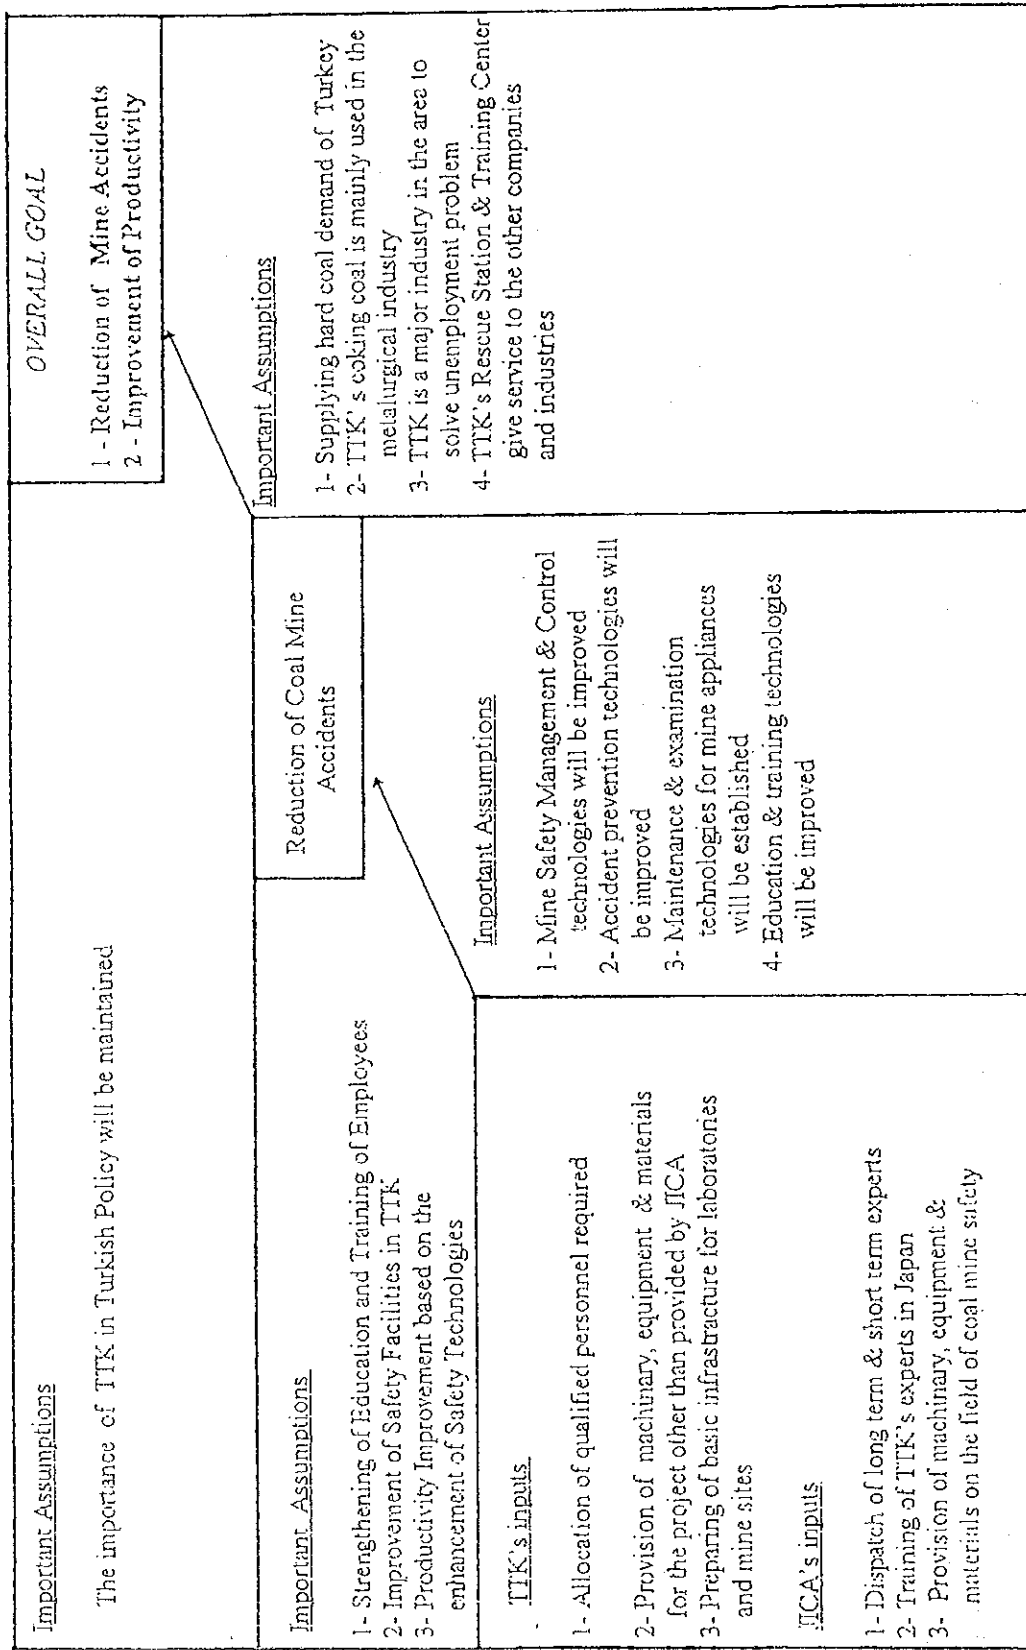 Important Assumptions
The importance of TTK in Turkish Policy will be maintained
OVERALL GOAL
1 - Reduction of Mine Accidents
2 - Improvement of Productivity
Important Assumptions
1- Strengthening of Education and Training of Employees
2- Improvement of Safety Facilities in TTK
3- Productivity Improvement based on the
enhancement of Safety Technologies
Reduction of Coal Mine
Accidents
Important Assumptions
1- Supplying hard coal demand of Turkey
2- TTK's coking coal is mainly used in the
metalurgical industry
3- TTK is a major industry in the area to
solve unemployment problem
4- TTK's Rescue Station & Training Center
give service to the other companies
and industries
TTK's inputs
1- Allocation of qualified personnel required
2- Provision of machinary, equipment & materials
for the project other than provided by JICA
3- Preparing of basic infrastracture for laboratories
and mine sites
JICA's inputs
1- Dispatch of long term & short term experts
2- Training of TTK's experts in Japan
3- Provision of machinary, equipment &
materials on the field of coal mine safety
Important Assumptions
1- Mine Safety Management & Control
technologies will be improved
2- Accident prevention technologies will
be improved
3- Maintenance & examination
technologies for mine appliances
will be established
4- Education & training technologies
will be improved